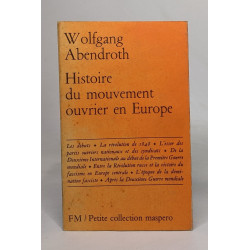 Wolfgang
Abendroth
Histoire
du mouvement
ouvrier en Europe
Les débuts • La révolution de 1848 • L'essor des
partis ouvriers nationaux et des syndicats • De la
Deuxième Internationale au début de la Première Guerre
mondiale • Entre la Révolution russe et la victoire du
fascisme en Europe centrale • L'époque de la domi-
nation fasciste • Après la Deuxième Guerre mondiale
FM / Petite collection maspero